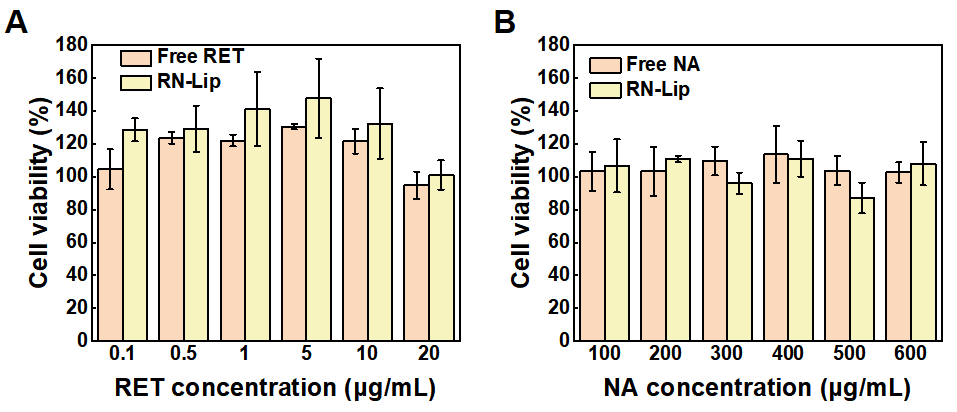 A
Cell viability (%)
180
160
140
120
100
80
60
40
20
0
Free RET
RN-Lip
0.1 0.5 1 5 10 20
RET concentration (μg/mL)
B
Cell viability (%)
180
160
140
120
100
80
60
40
20
0
Free NA
RN-Lip
100 200 300 400 500 600
NA concentration (μg/mL)